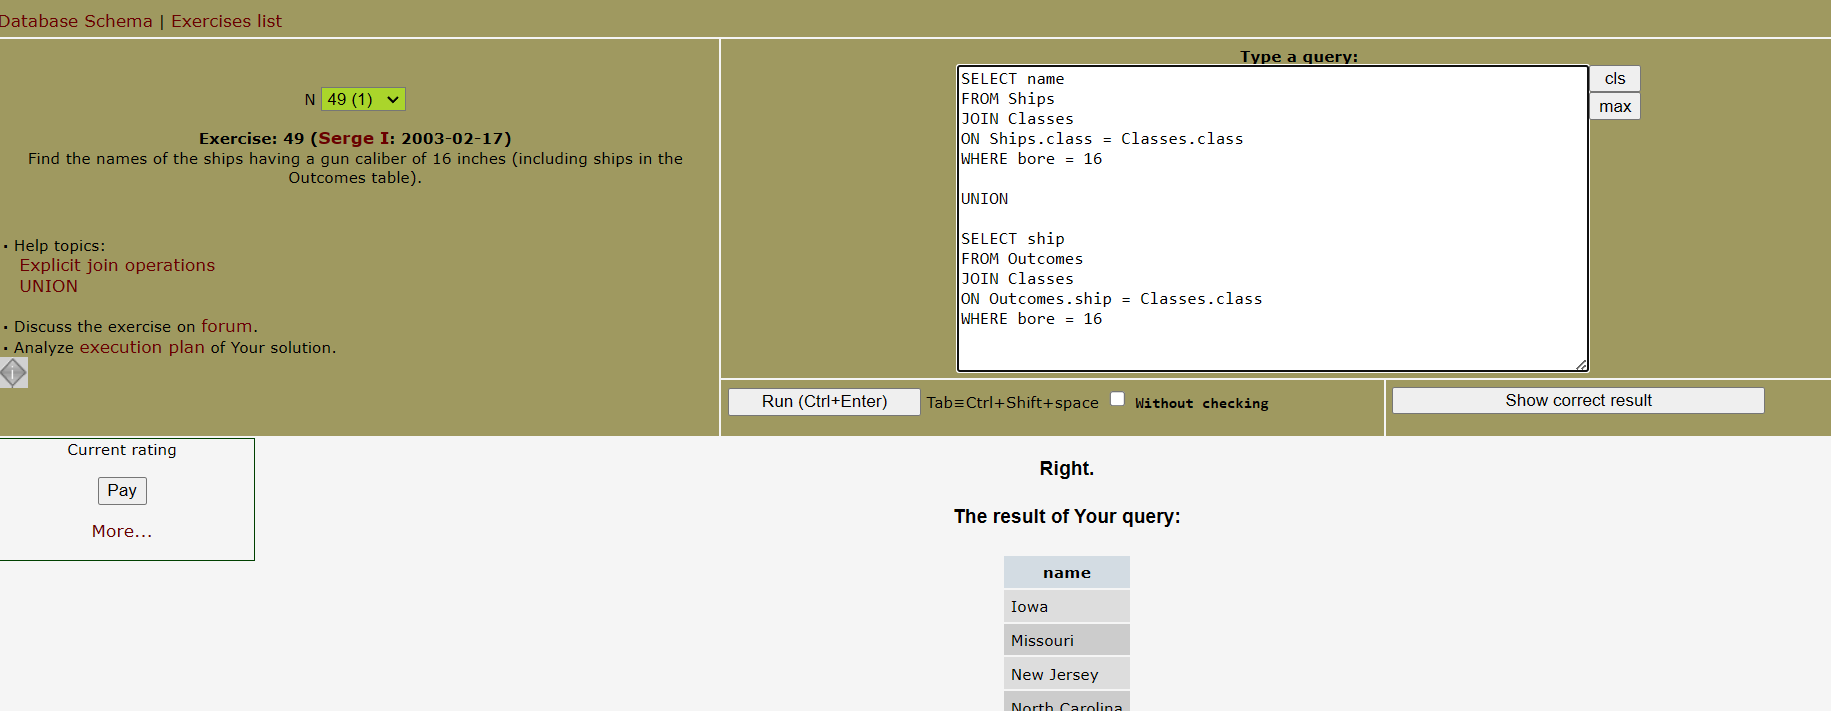 Database Schema | Exercises list
N 49 (1)
Exercise: 49 (Serge I: 2003-02-17)
Find the names of the ships having a gun caliber of 16 inches (including ships in the
Outcomes table).
· Help topics:
Explicit join operations
UNION
· Discuss the exercise on forum.
· Analyze execution plan of Your solution.
Type a query:
SELECT name
FROM Ships
JOIN Classes
ON Ships.class = Classes.class
WHERE bore = 16
UNION
SELECT ship
FROM Outcomes
JOIN Classes
ON Outcomes.ship = Classes.class
WHERE bore = 16
cls
max
Run (Ctrl+Enter) Tab≡Ctrl+Shift+space Without checking
Show correct result
Current rating
Pay
More...
Right.
The result of Your query:
name
Iowa
Missouri
New Jersey
North Carolina